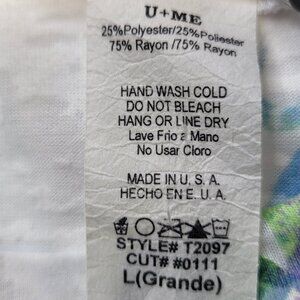 U+ME
25%Polyester/25%Poliester
75% Rayon /75% Rayon
HAND WASH COLD
DO NOT BLEACH
HANG OR LINE DRY
Lave Frio a Mano
No Usar Cloro
MADE IN U. S. A.
HECHO EN E. U. A.
STYLE# T2097
CUT# #0111
L(Grande)